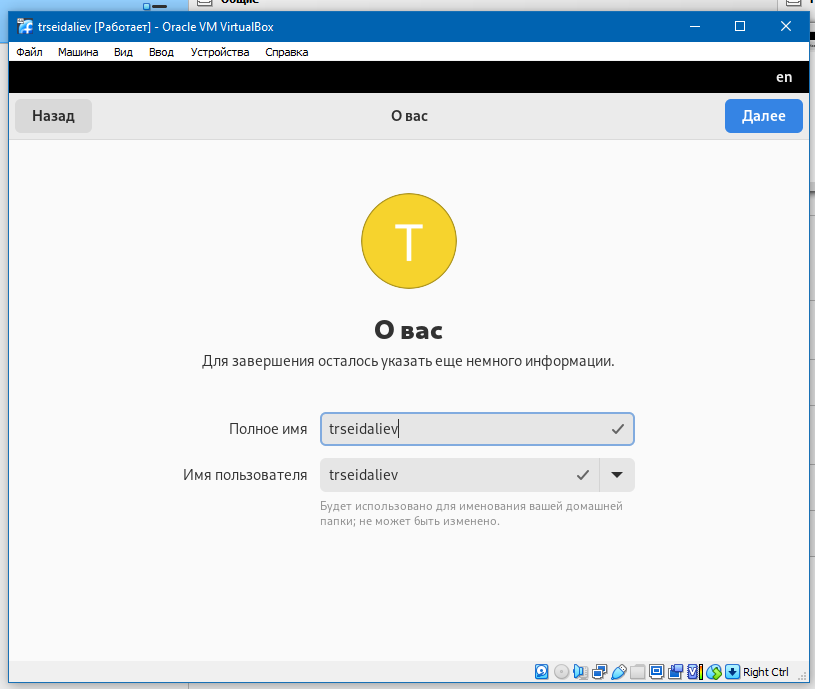 Общие
trseidaliev [Работает] - Oracle VM VirtualBox
Файл Машина Вид Ввод Устройства Справка
en
Назад О вас Далее
T
О вас
Для завершения осталось указать еще немного информации.
Полное имя trseidaliev
Имя пользователя trseidaliev
Будет использовано для именования вашей домашней
папки; не может быть изменено.
Right Ctrl